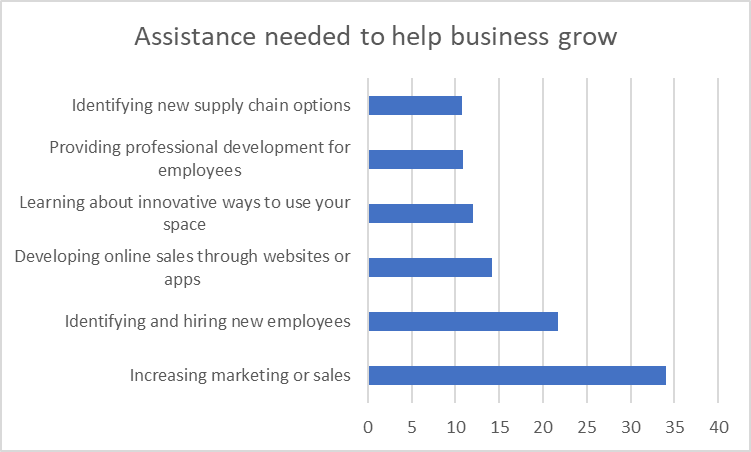 Assistance needed to help business grow
Identifying new supply chain options
Providing professional development for
employees
Learning about innovative ways to use your
space
Developing online sales through websites or
apps
Identifying and hiring new employees
Increasing marketing or sales
0 5 10 15 20 25 30 35 40